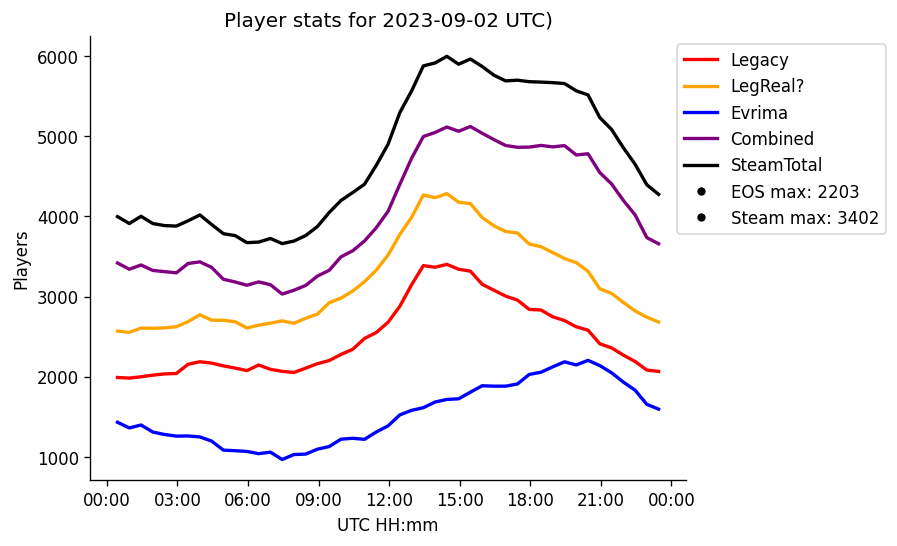 Player stats for 2023-09-02 UTC)
Players
6000
5000
4000
3000
2000
1000
00:00 03:00 06:00 09:00 12:00 15:00 18:00 21:00 00:00
UTC HH:mm
Legacy
LegReal?
Evrima
Combined
SteamTotal
EOS max: 2203
Steam max: 3402